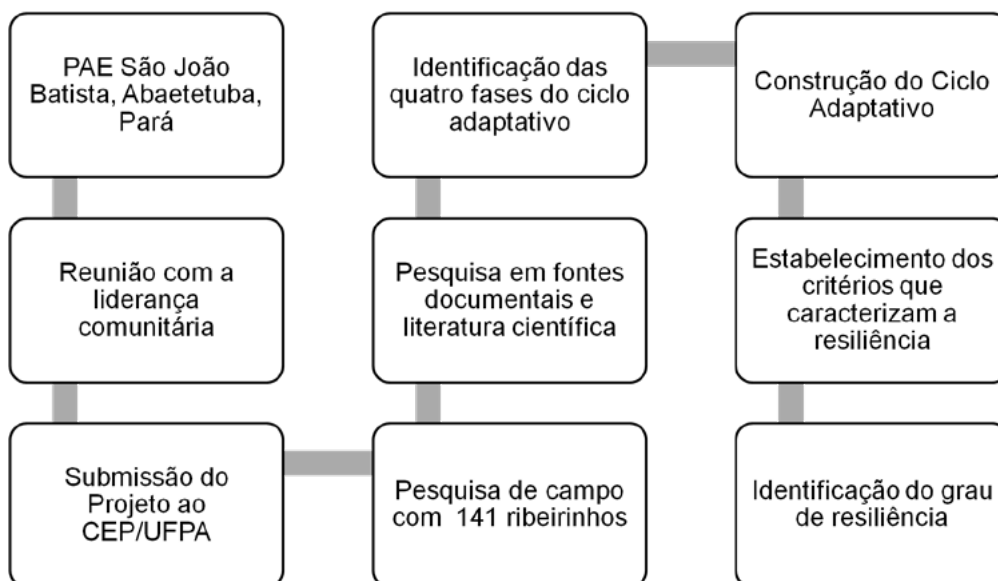 PAE São João
Batista, Abaetetuba,
Pará
Reunião com a
liderança
comunitária
Submissão do
Projeto ao
CEP/UFPA
Pesquisa de campo
com 141 ribeirinhos
Pesquisa em fontes
documentais e
literatura científica
Identificação das
quatro fases do ciclo
adaptativo
Construção do Ciclo
Adaptativo
Estabelecimento dos
critérios que
caracterizam a
resiliência
Identificação do grau
de resiliência